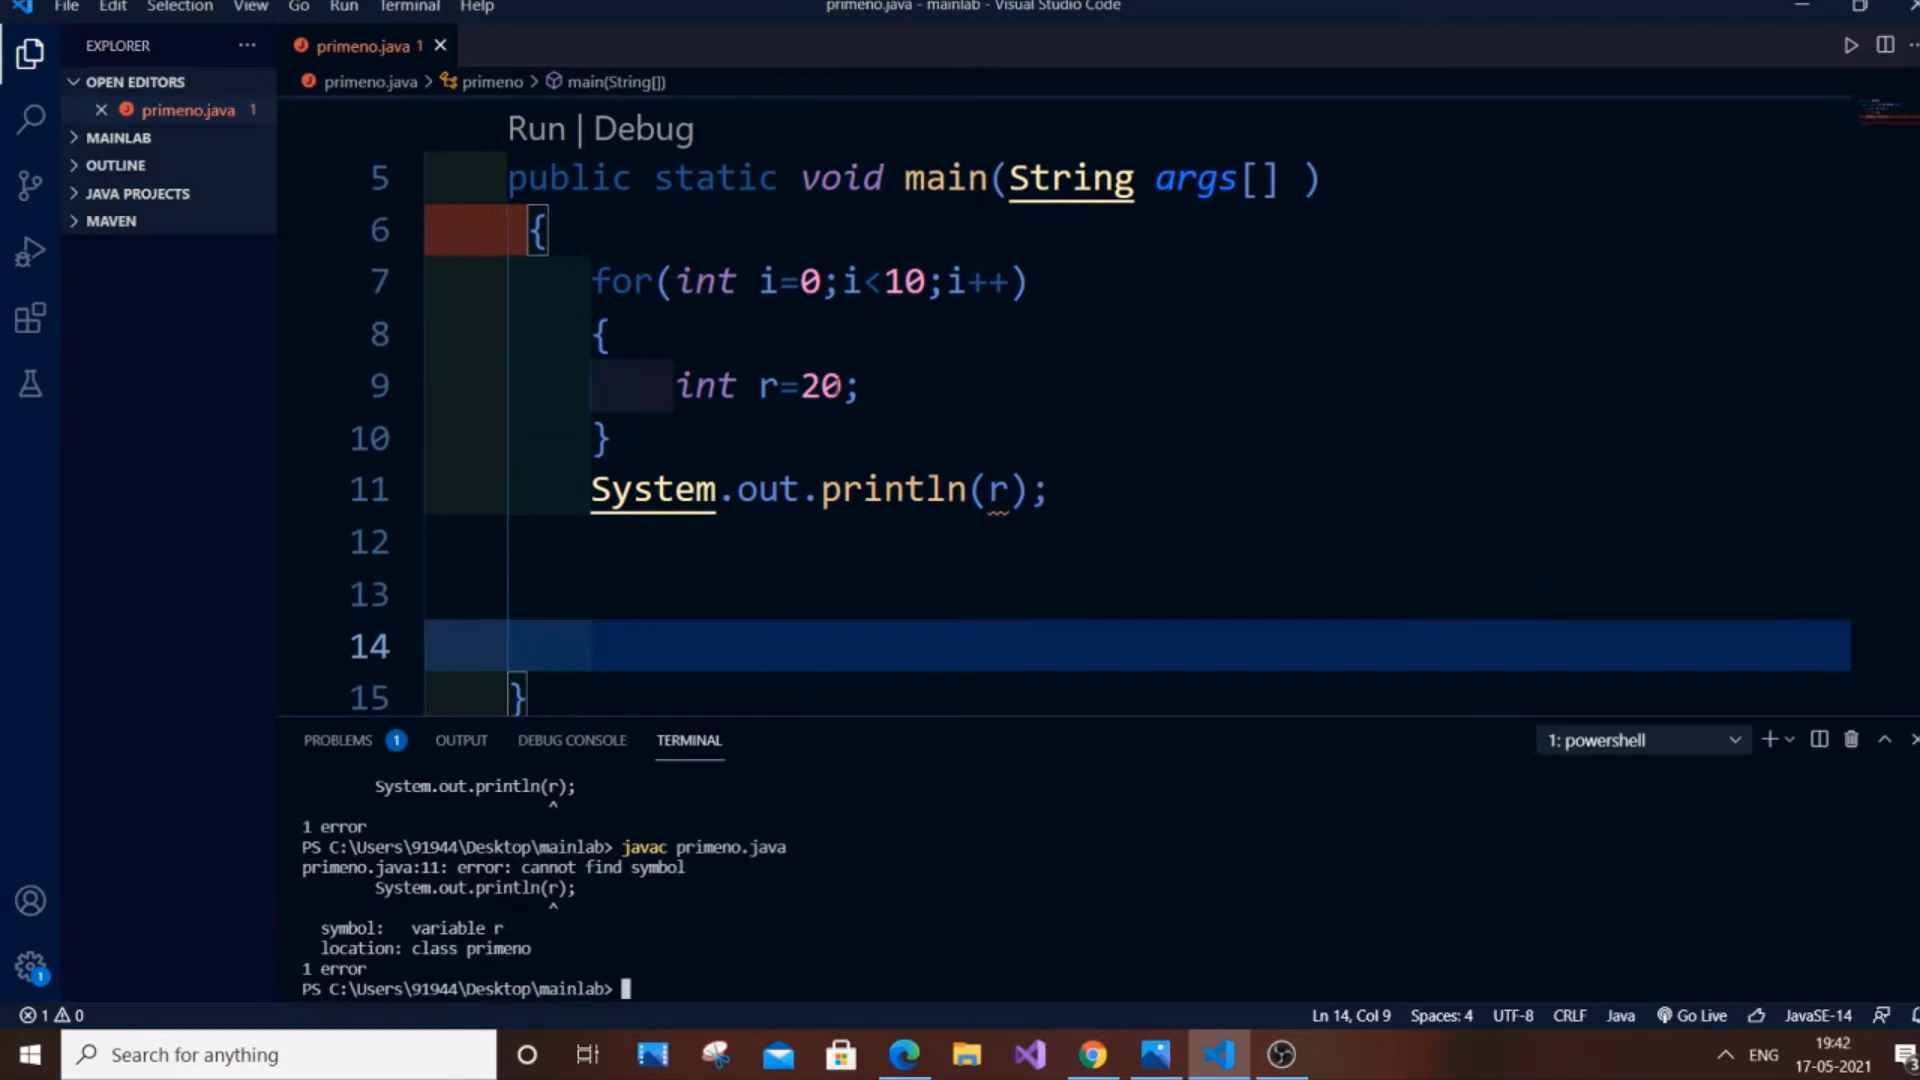 File Edit Selection View Go Run Terminal Help
primeno.java - mainlab - Visual Studio Code
EXPLORER
primeno.java 1
OPEN EDITORS
primeno.java > primeno > main(String[])
primeno.java 1
MAINLAB
OUTLINE
JAVA PROJECTS
MAVEN
Run | Debug
5 public static void main(String args[] )
6 {
7 for(int i=0;i<10;i++)
8 {
9 int r=20;
10 }
11 System.out.println(r);
12
13
14
15 }
PROBLEMS 1 OUTPUT DEBUG CONSOLE TERMINAL
1: powershell
System.out.println(r);
^
1 error
PS C:\Users\91944\Desktop\mainlab> javac primeno.java
primeno.java:11: error: cannot find symbol
System.out.println(r);
^
symbol: variable r
location: class primeno
1 error
PS C:\Users\91944\Desktop\mainlab>
1
1 0
Ln 14, Col 9 Spaces: 4 UTF-8 CRLF Java Go Live JavaSE-14
Search for anything
ENG
19:42
17-05-2021
3